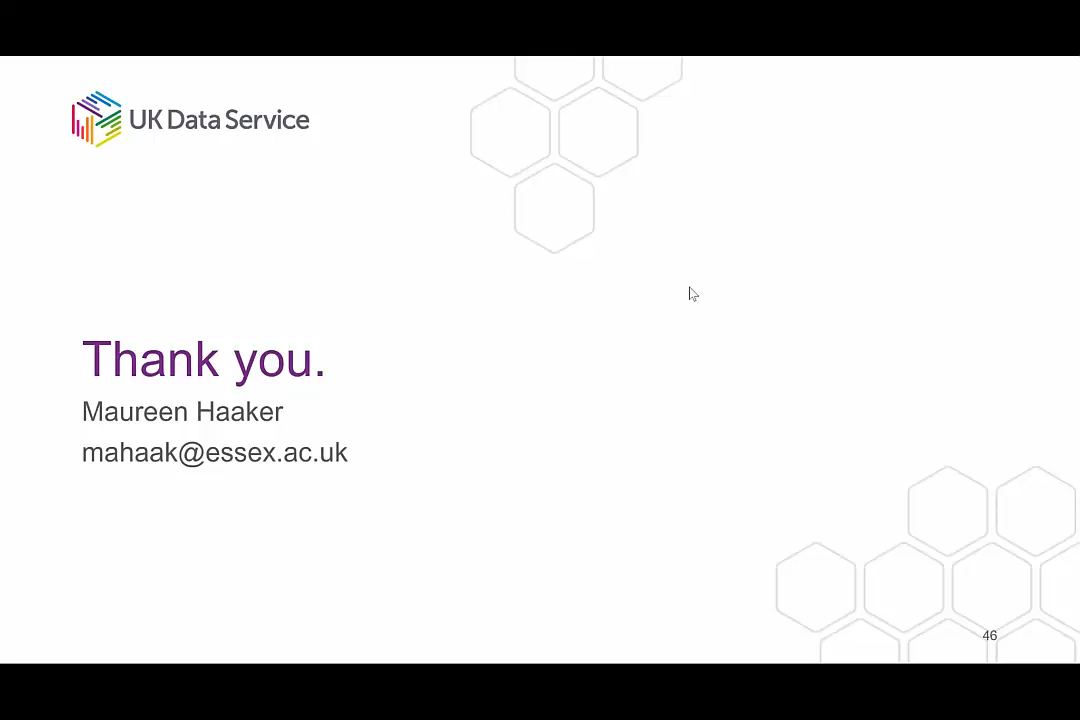 UK Data Service
Thank you.
Maureen Haaker
mahaak@essex.ac.uk
46